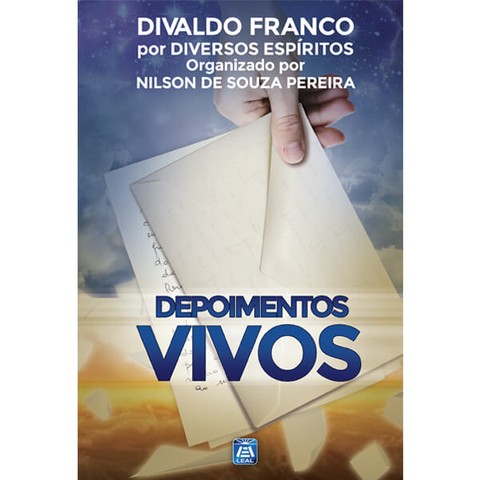 DIVALDO FRANCO
por DIVERSOS ESPÍRITOS
Organizado por
NILSON DE SOUZA PEREIRA
DEPOIMENTOS
VIVOS
LEAL